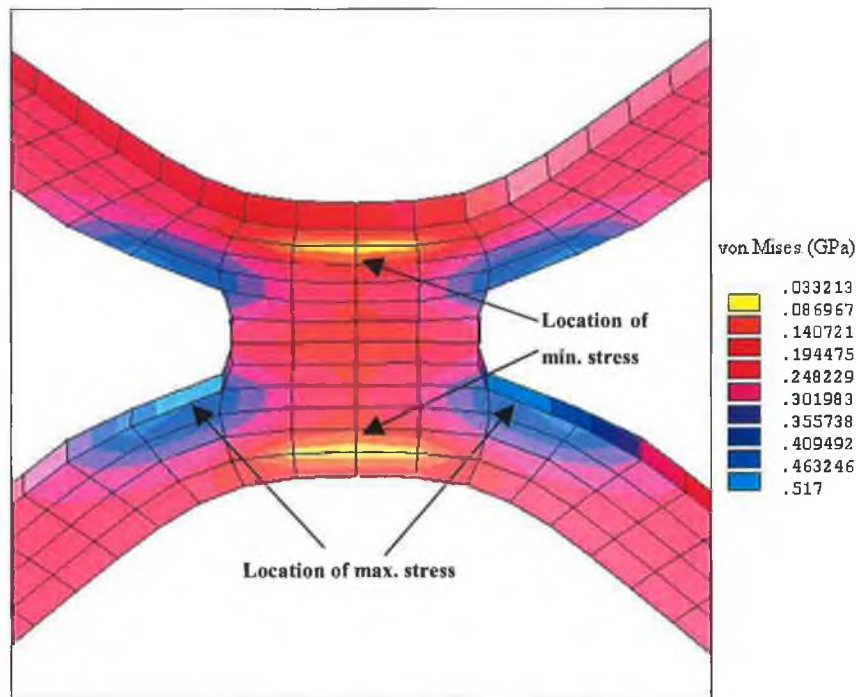 von Mises (GPa)
.033213
.086967
.140721
.194475
.248229
.301983
.355738
.409492
.463246
.517
Location of
min. stress
Location of max. stress